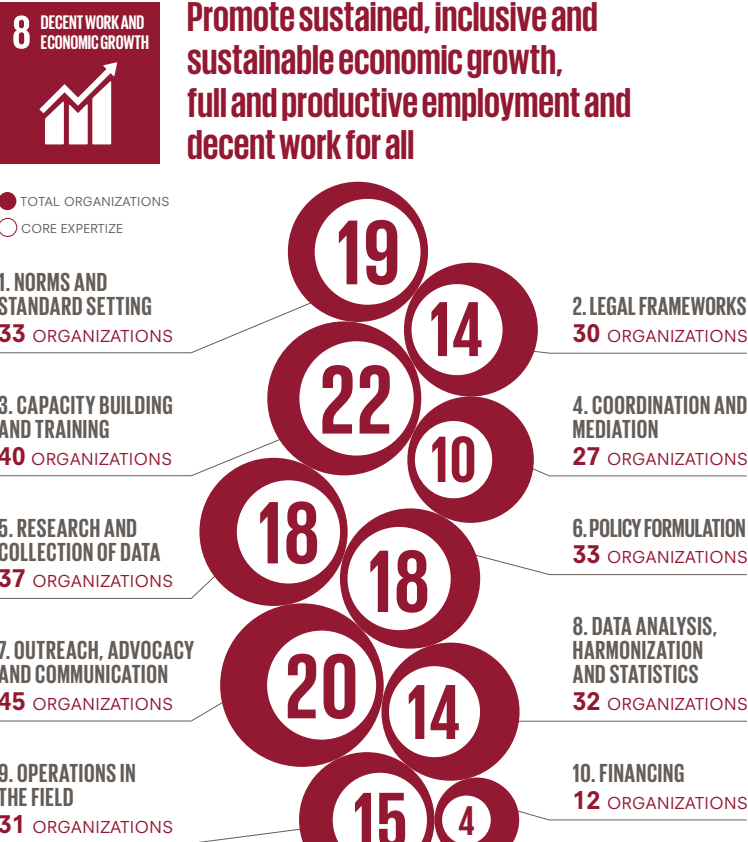 8 DECENT WORK AND
ECONOMIC GROWTH
Promote sustained, inclusive and
sustainable economic growth,
full and productive employment and
decent work for all
TOTAL ORGANIZATIONS
CORE EXPERTIZE
1. NORMS AND
STANDARD SETTING
33 ORGANIZATIONS
19
2. LEGAL FRAMEWORKS
30 ORGANIZATIONS
14
3. CAPACITY BUILDING
AND TRAINING
40 ORGANIZATIONS
22
4. COORDINATION AND
MEDIATION
27 ORGANIZATIONS
10
5. RESEARCH AND
COLLECTION OF DATA
37 ORGANIZATIONS
18
6. POLICY FORMULATION
33 ORGANIZATIONS
18
7. OUTREACH, ADVOCACY
AND COMMUNICATION
45 ORGANIZATIONS
20
8. DATA ANALYSIS,
HARMONIZATION
AND STATISTICS
32 ORGANIZATIONS
14
9. OPERATIONS IN
THE FIELD
31 ORGANIZATIONS
15
10. FINANCING
12 ORGANIZATIONS
4